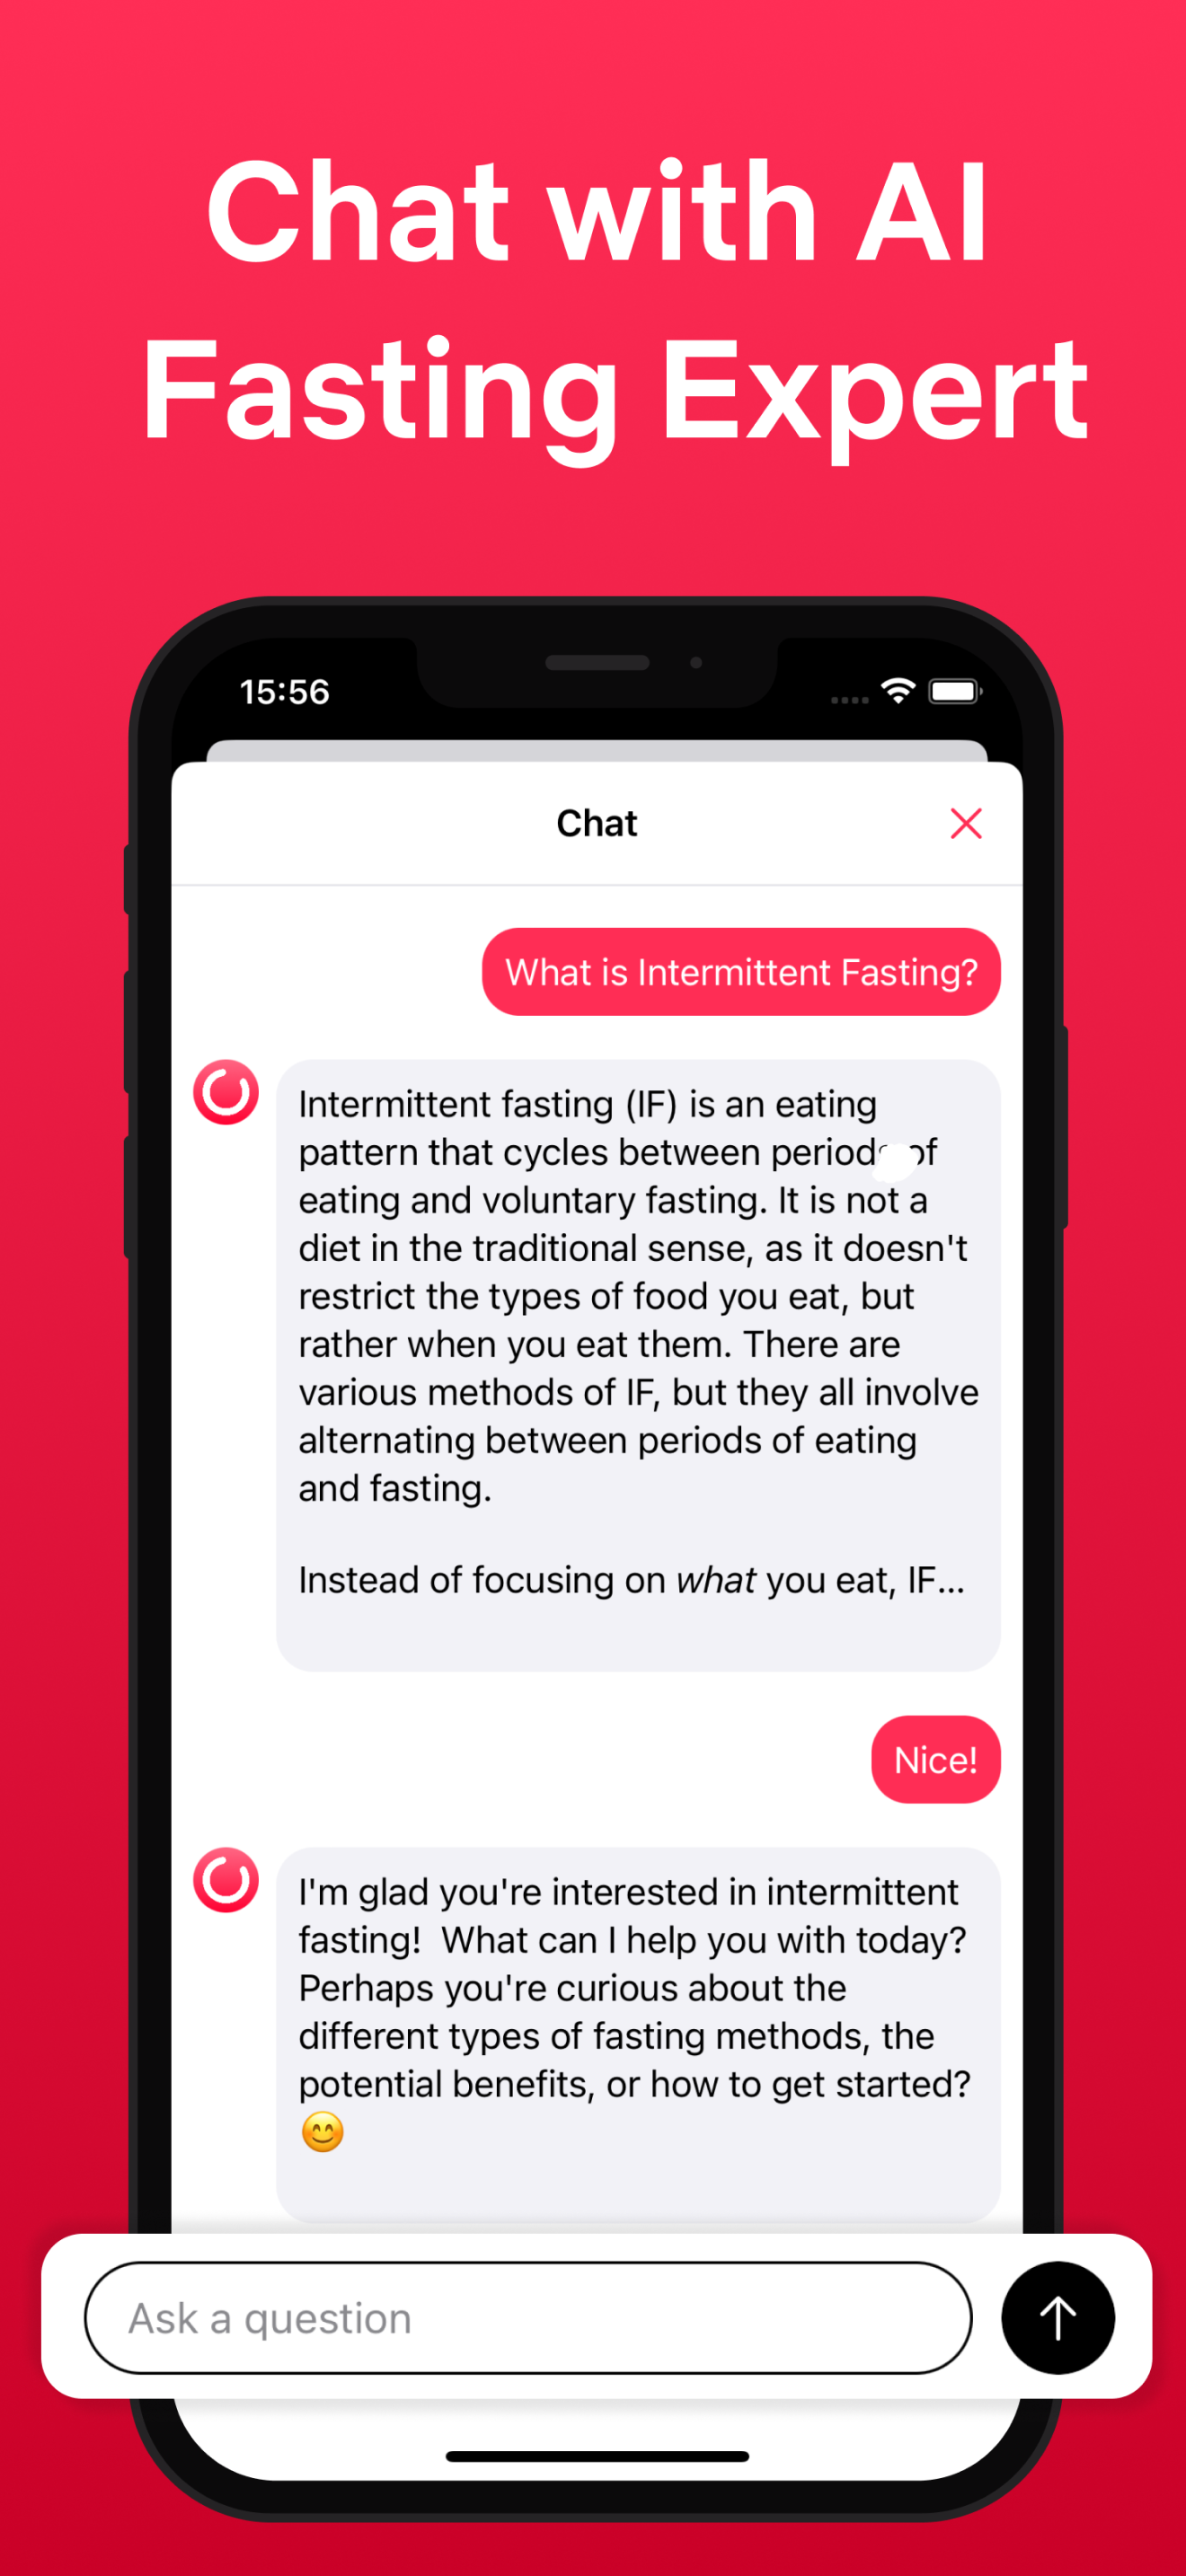 Chat with AI
Fasting Expert
15:56
Chat
What is Intermittent Fasting?
Intermittent fasting (IF) is an eating
pattern that cycles between periods of
eating and voluntary fasting. It is not a
diet in the traditional sense, as it doesn't
restrict the types of food you eat, but
rather when you eat them. There are
various methods of IF, but they all involve
alternating between periods of eating
and fasting.
Instead of focusing on what you eat, IF...
Nice!
I'm glad you're interested in intermittent
fasting!  What can I help you with today?
Perhaps you're curious about the
different types of fasting methods, the
potential benefits, or how to get started?
😊
Ask a question